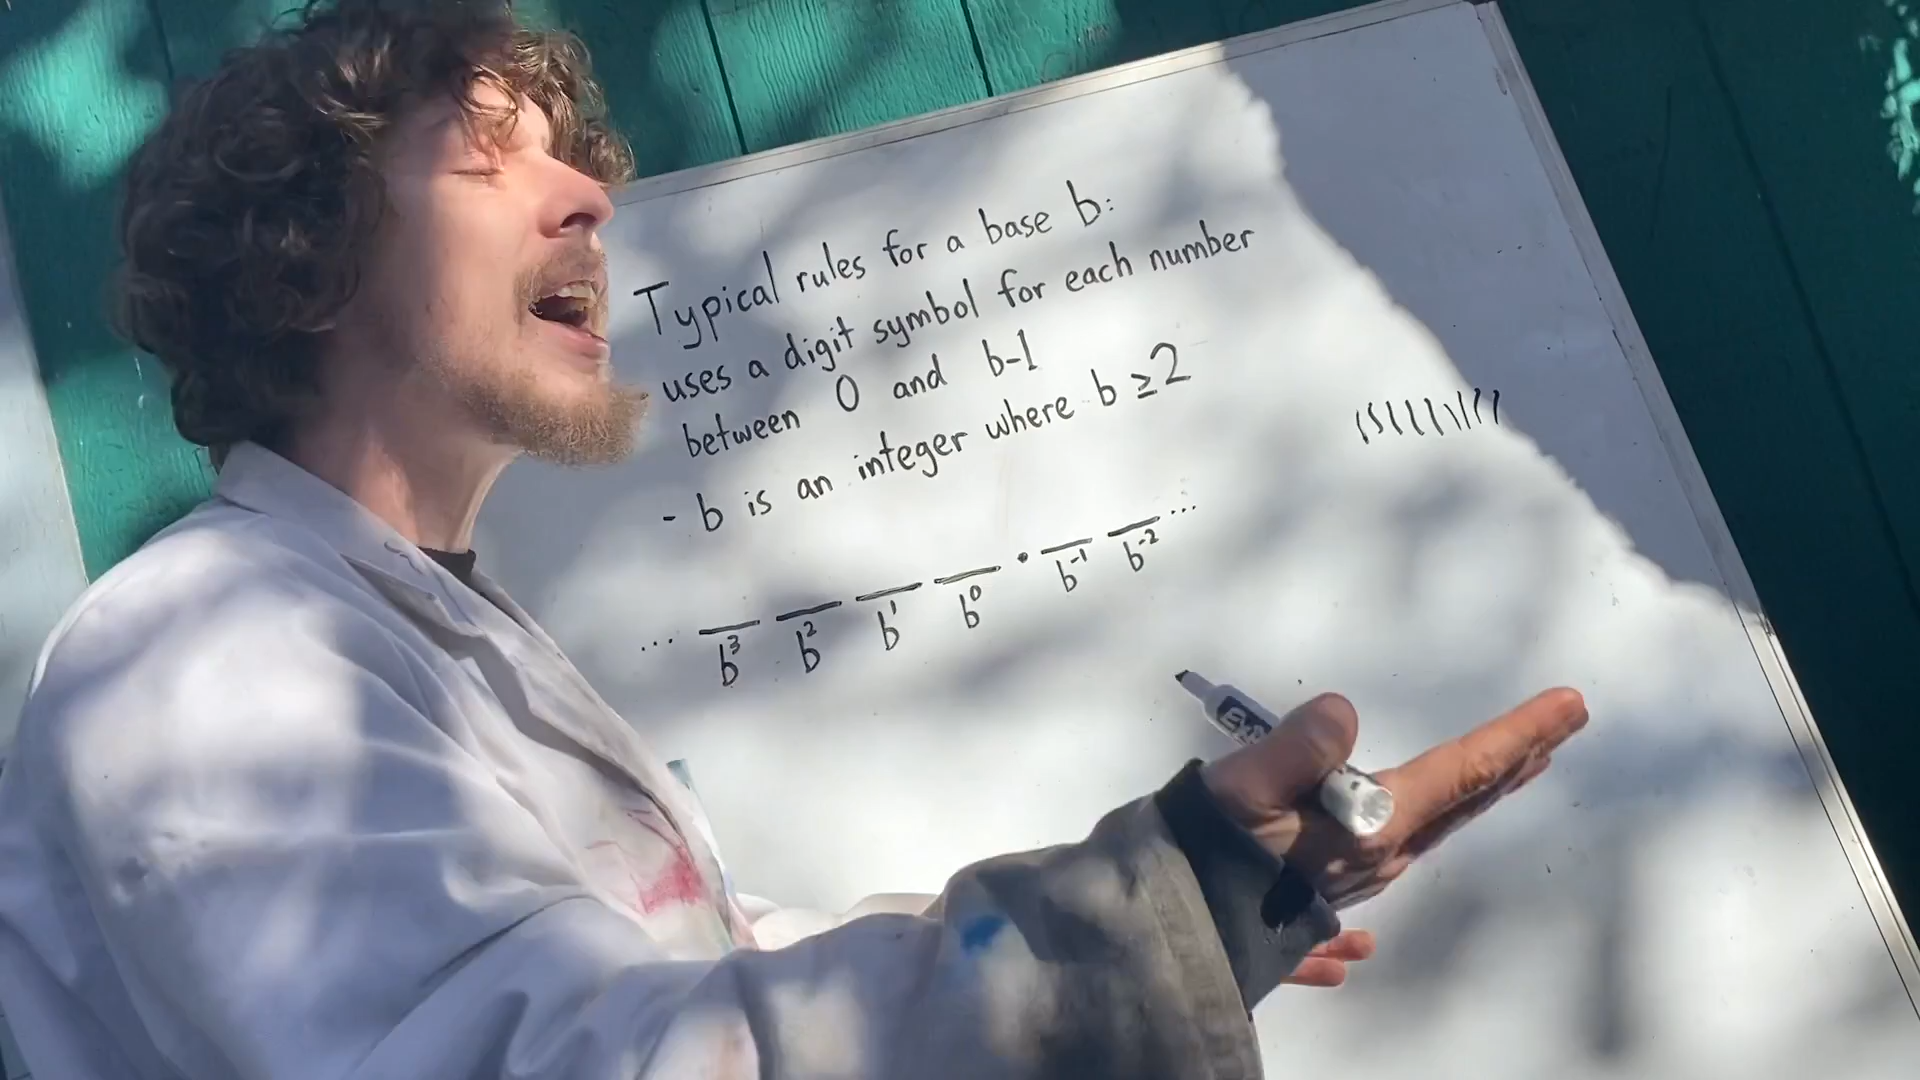 Typical rules for a base b:
uses a digit symbol for each number
between 0 and b-1
- b is an integer where b ≥ 2
... b³ b² b¹ b⁰ . b⁻¹ b⁻² ...